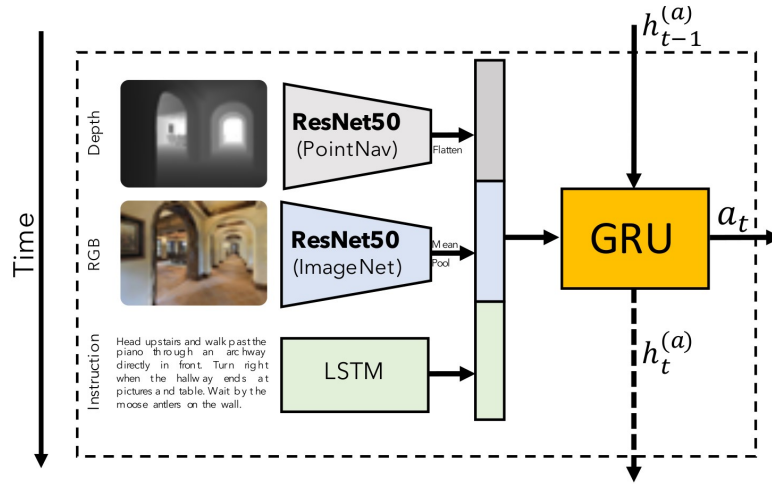 Time
h_{t-1}^{(a)}
Depth
ResNet50
(PointNav)
Flatten
RGB
ResNet50
(ImageNet)
Mean
Pool
GRU
a_t
Instruction
Head upstairs and walk past the
piano through an archway
directly in front. Turn right
when the hallway ends at
pictures and table. Wait by the
moose antlers on the wall.
LSTM
h_t^{(a)}